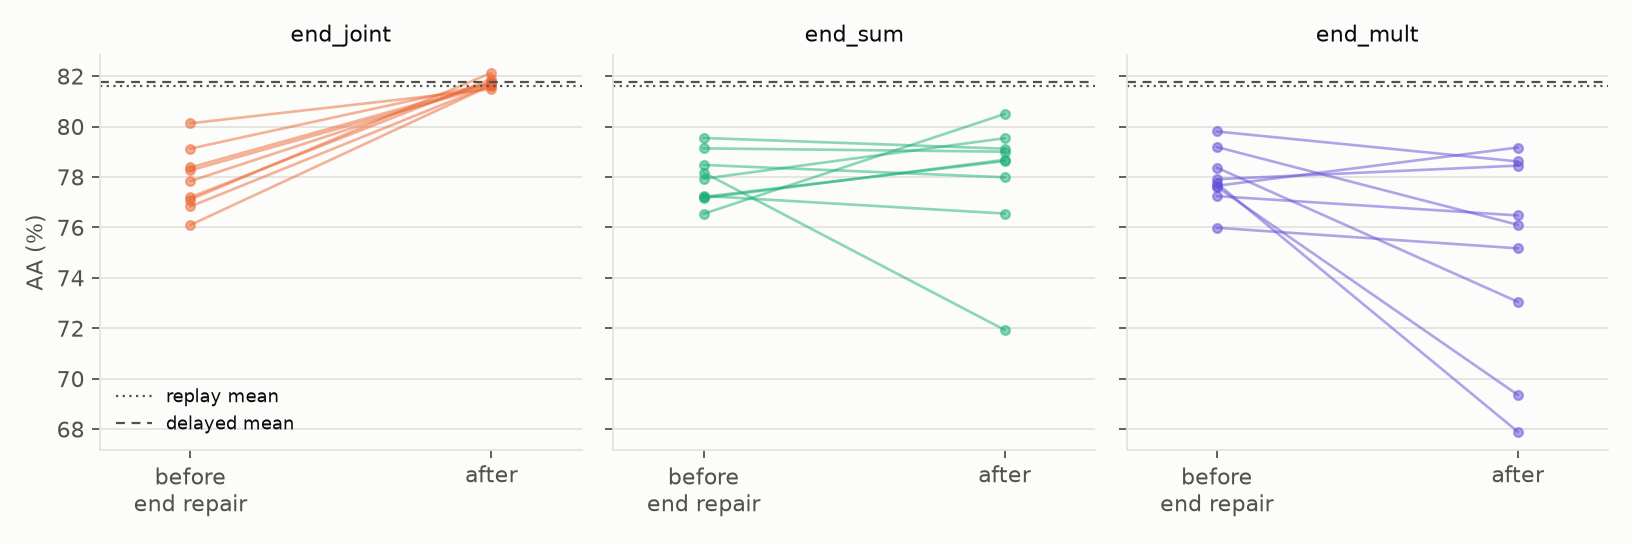 end_joint
end_sum
end_mult
AA (%)
82
80
78
76
74
72
70
68
replay mean
delayed mean
before
end repair
after
before
end repair
after
before
end repair
after